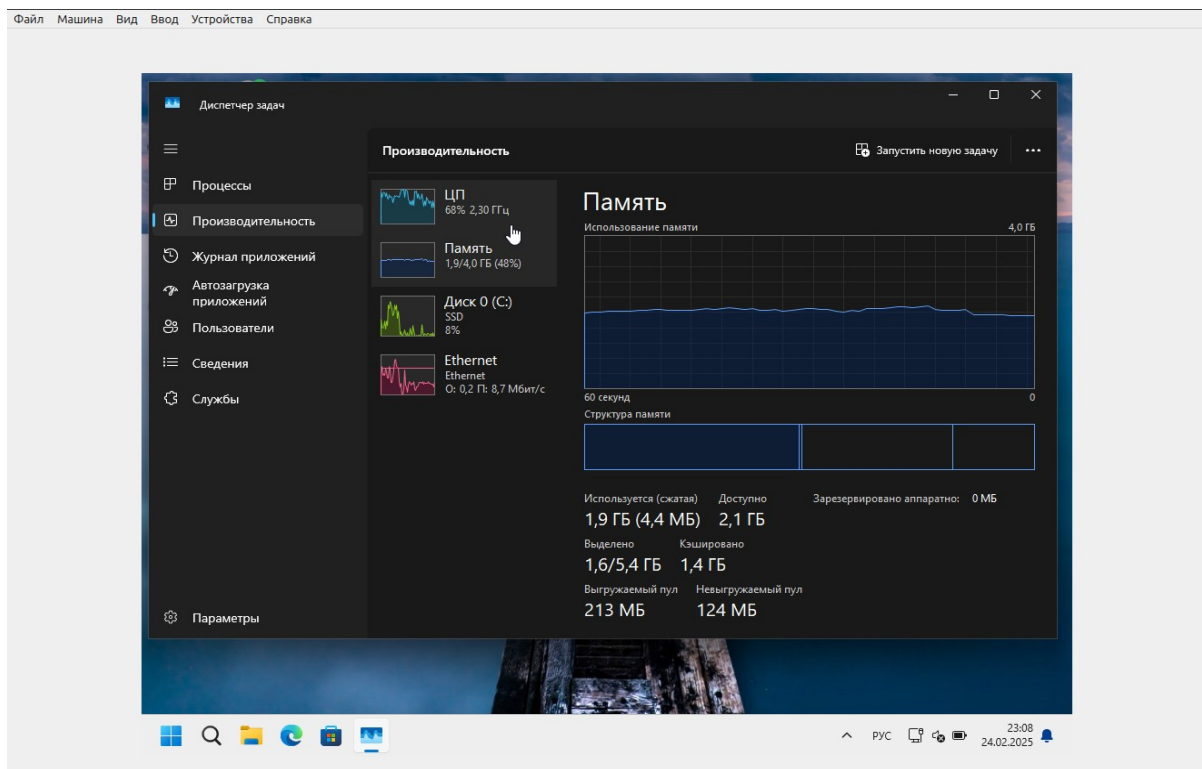 Файл Машина Вид Ввод Устройства Справка
Диспетчер задач
Производительность
Запустить новую задачу
Процессы
Производительность
Журнал приложений
Автозагрузка
приложений
Пользователи
Сведения
Службы
Параметры
ЦП
68% 2,30 ГГц
Память
1,9/4,0 ГБ (48%)
Диск 0 (C:)
SSD
8%
Ethernet
Ethernet
О: 0,2 П: 8,7 Мбит/с
Память
Использование памяти 4,0 ГБ
60 секунд 0
Структура памяти
Используется (сжатая) Доступно Зарезервировано аппаратно: 0 МБ
1,9 ГБ (4,4 МБ) 2,1 ГБ
Выделено Кэшировано
1,6/5,4 ГБ 1,4 ГБ
Выгружаемый пул Невыгружаемый пул
213 МБ 124 МБ
РУС
23:08
24.02.2025